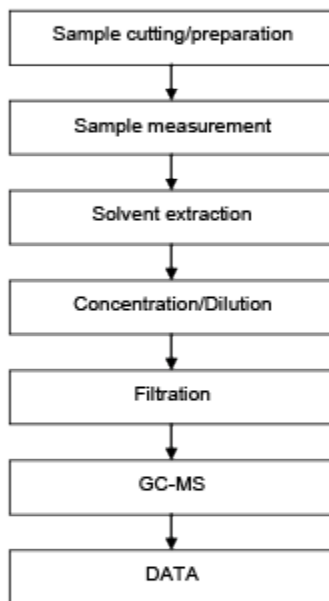 Sample cutting/preparation
Sample measurement
Solvent extraction
Concentration/Dilution
Filtration
GC-MS
DATA